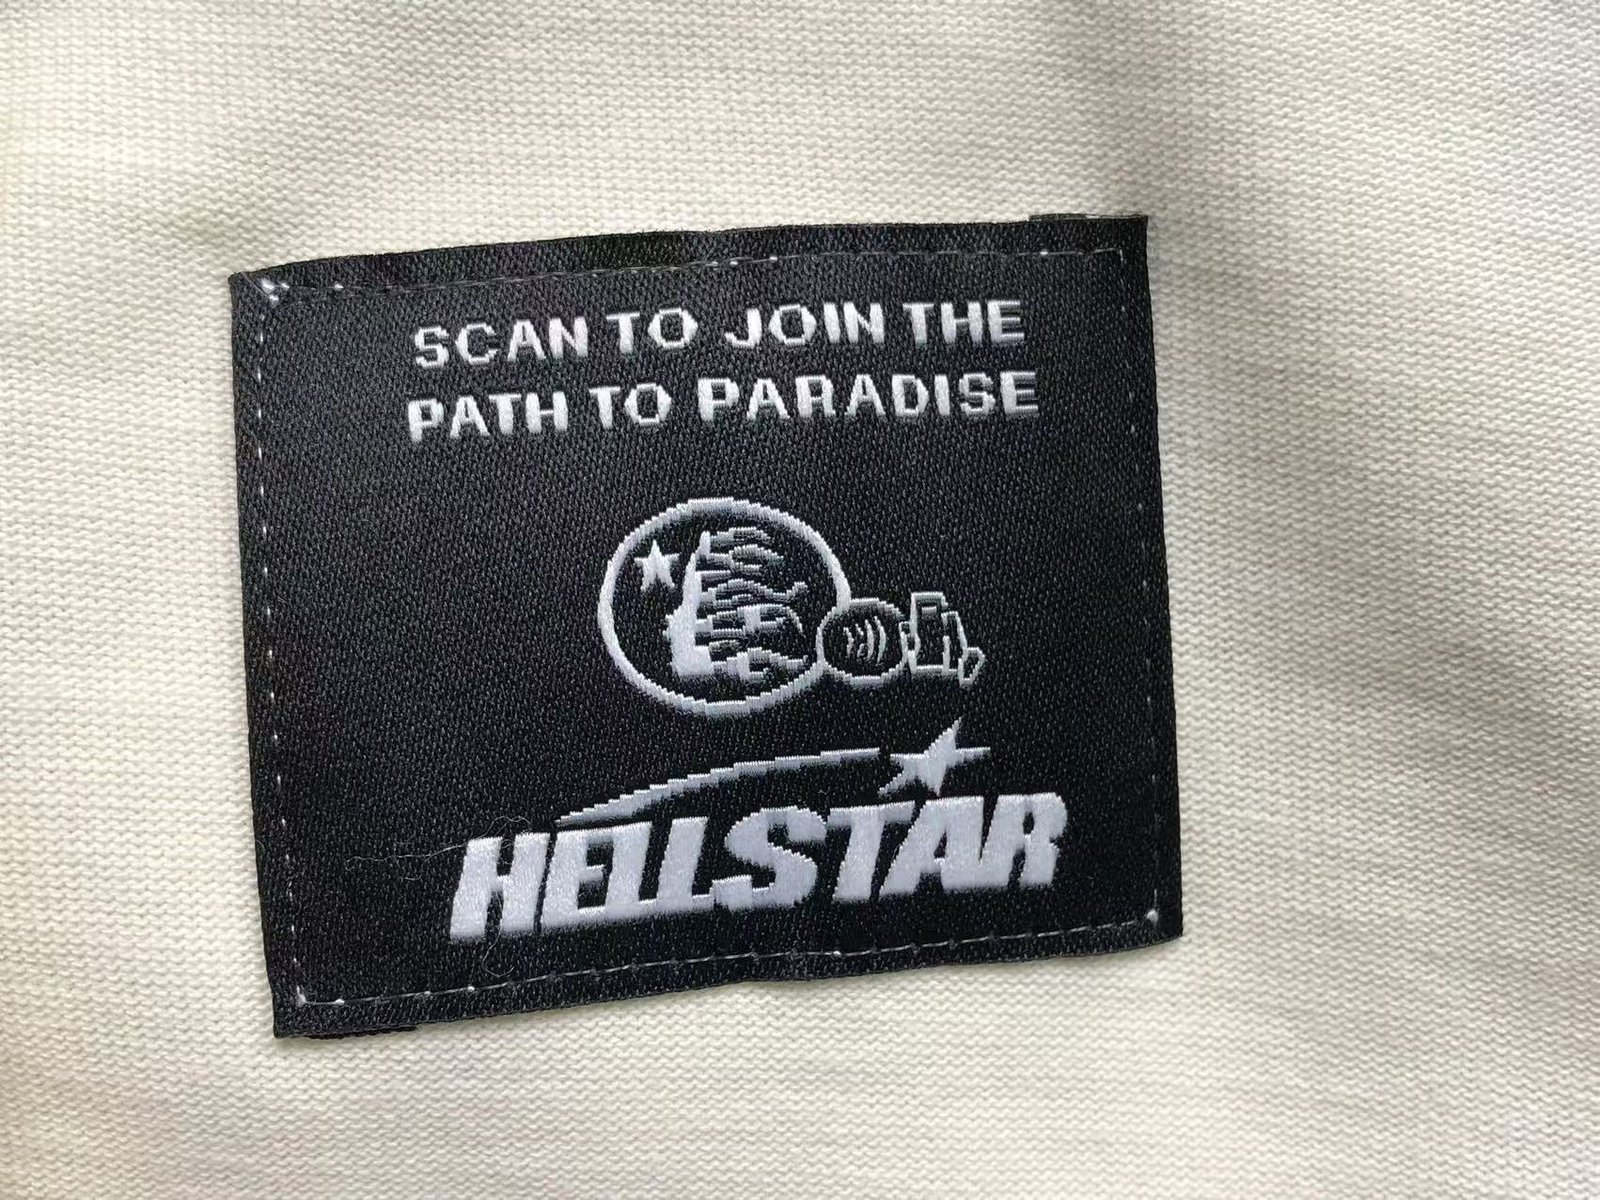 SCAN TO JOIN THE
PATH TO PARADISE
HELLSTAR